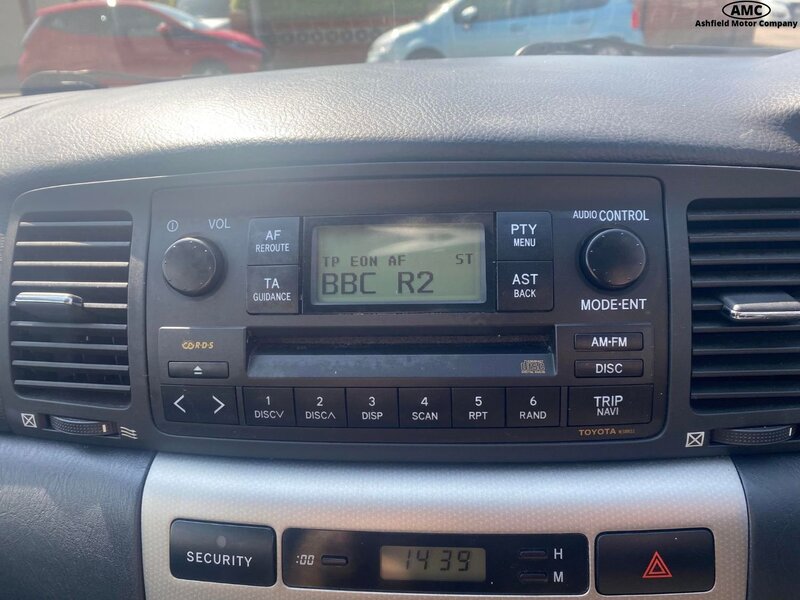 AMC
Ashfield Motor Company
VOL
AF
REROUTE
TA
GUIDANCE
TP EON AF ST
BBC R2
PTY
MENU
AST
BACK
AUDIO CONTROL
MODE·ENT
R·D·S
AM·FM
DISC
1
DISC
2
DISC
3
DISP
4
SCAN
5
RPT
6
RAND
TRIP
NAVI
TOYOTA
SECURITY
:00
14 39
H
M